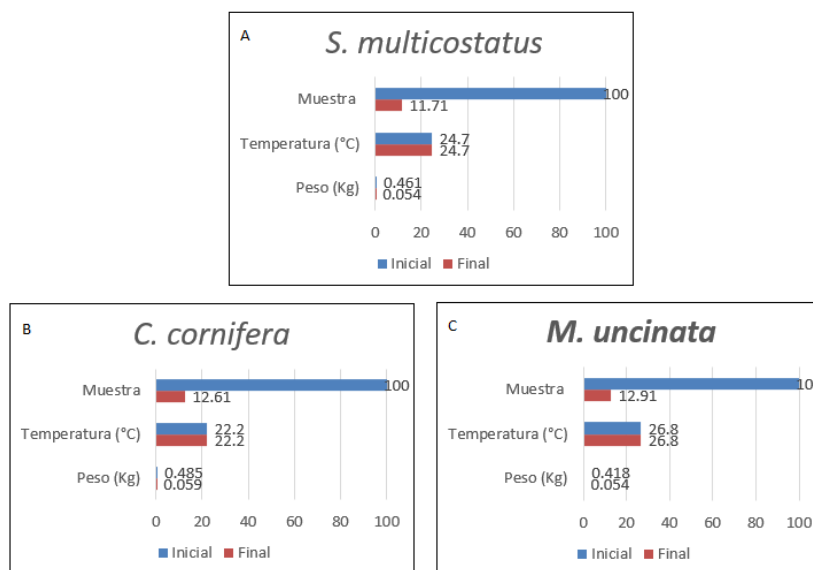 A
S. multicostatus
Muestra
100
11.71
Temperatura (°C)
24.7
24.7
Peso (Kg)
0.461
0.054
0 20 40 60 80 100
Inicial Final
B
C. cornifera
Muestra
100
12.61
Temperatura (°C)
22.2
22.2
Peso (Kg)
0.485
0.059
0 20 40 60 80 100
Inicial Final
C
M. uncinata
Muestra
10
12.91
Temperatura (°C)
26.8
26.8
Peso (Kg)
0.418
0.054
0 20 40 60 80 100
Inicial Final